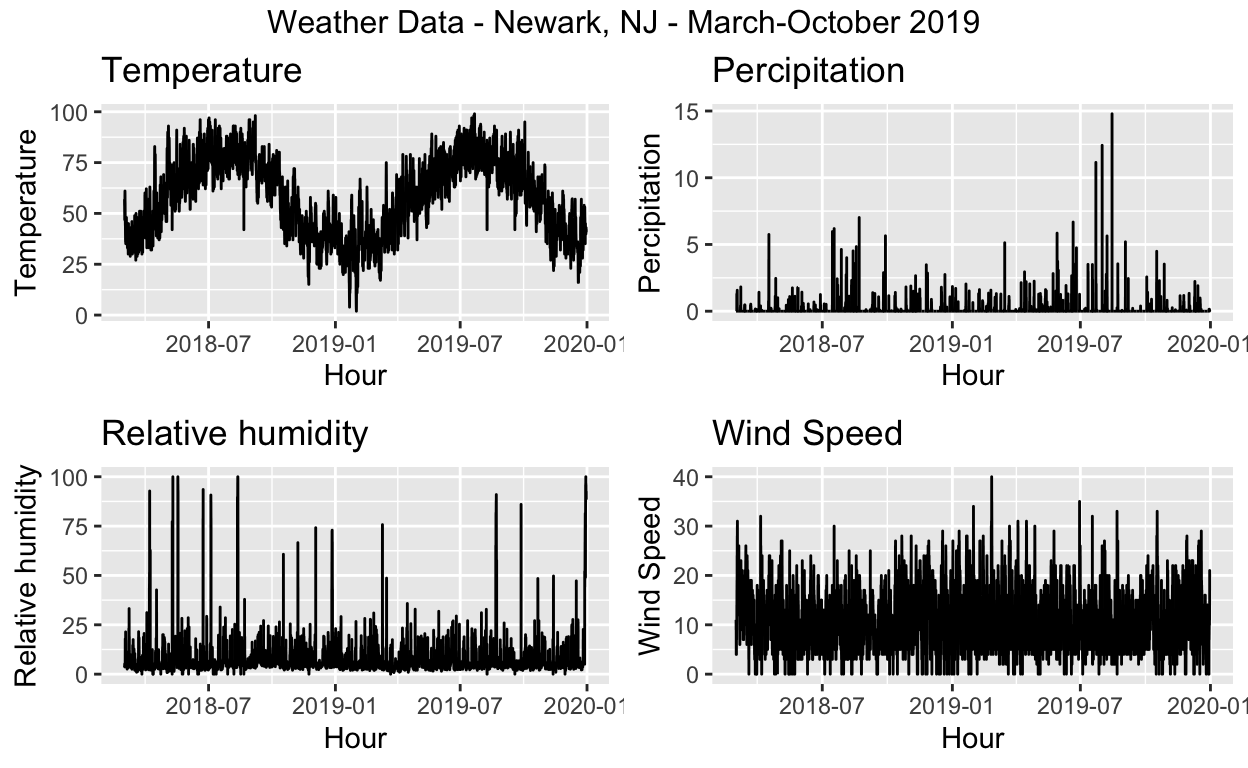 Weather Data - Newark, NJ - March-October 2019
Temperature
Temperature
100
75
50
25
0
2018-07 2019-01 2019-07 2020-01
Hour
Percipitation
Percipitation
15
10
5
0
2018-07 2019-01 2019-07 2020-01
Hour
Relative humidity
Relative humidity
100
75
50
25
0
2018-07 2019-01 2019-07 2020-01
Hour
Wind Speed
Wind Speed
40
30
20
10
0
2018-07 2019-01 2019-07 2020-01
Hour